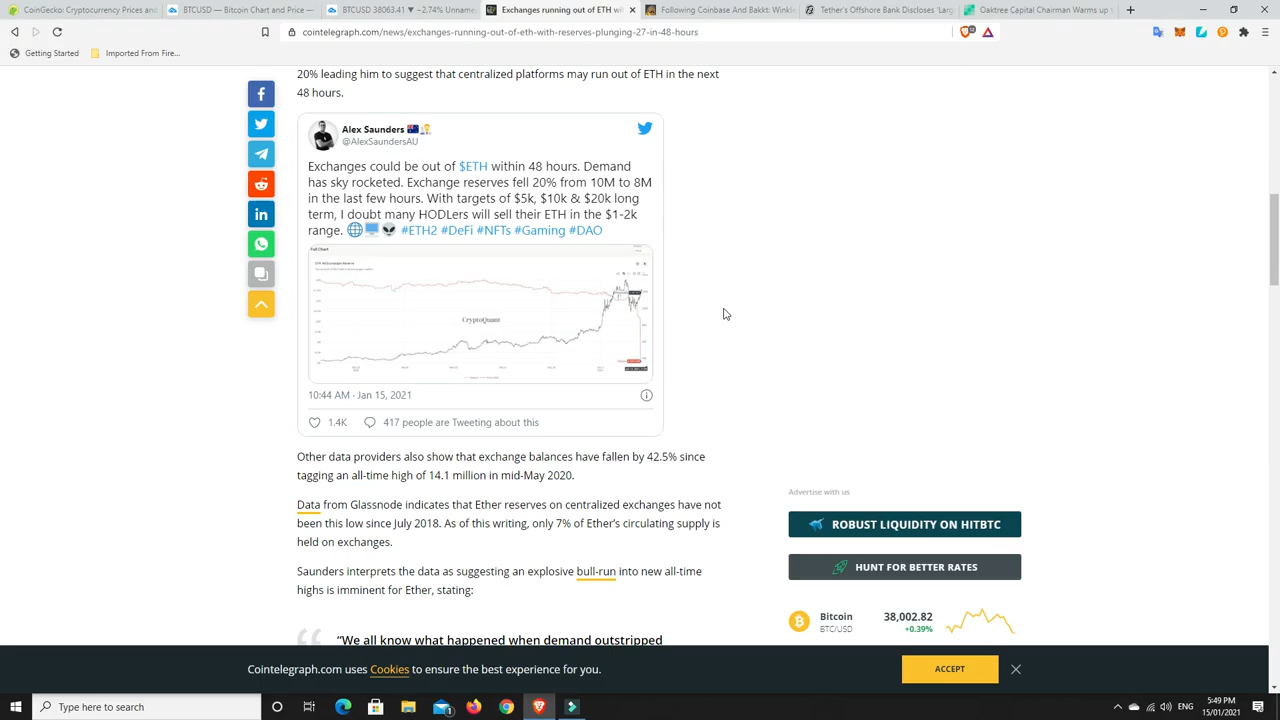 CoinGecko: Cryptocurrency Prices and
BTCUSD — Bitcoin Chart and Price —
BTCUSD 38063.41 ▾ −2.74% Unname
Exchanges running out of ETH wit
Following Coinbase And Bakkt: Winkle
Tether's Offshore Bank Discloses 'Larg
Oaktree Capital Chairman Warms up t
cointelegraph.com/news/exchanges-running-out-of-eth-with-reserves-plunging-27-in-48-hours
Getting Started
Imported From Fire...
20% leading him to suggest that centralized platforms may run out of ETH in the next
48 hours.
Alex Saunders
@AlexSaundersAU
Exchanges could be out of $ETH within 48 hours. Demand
has sky rocketed. Exchange reserves fell 20% from 10M to 8M
in the last few hours. With targets of $5k, $10k & $20k long
term, I doubt many HODLers will sell their ETH in the $1-2k
range. 🌐🖥️👽 #ETH2 #DeFi #NFTs #Gaming #DAO
Full Chart
CryptoQuant
10:44 AM · Jan 15, 2021
1.4K
417 people are Tweeting about this
Other data providers also show that exchange balances have fallen by 42.5% since
tagging an all-time high of 14.1 million in mid-May 2020.
Data from Glassnode indicates that Ether reserves on centralized exchanges have not
been this low since July 2018. As of this writing, only 7% of Ether's circulating supply is
held on exchanges.
Saunders interprets the data as suggesting an explosive bull-run into new all-time
highs is imminent for Ether, stating:
"We all know what happened when demand outstripped
Advertise with us
ROBUST LIQUIDITY ON HITBTC
HUNT FOR BETTER RATES
Bitcoin
38,002.82
BTC/USD
+0.39%
Cointelegraph.com uses Cookies to ensure the best experience for you.
ACCEPT
Type here to search
ENG
5:49 PM
15/01/2021